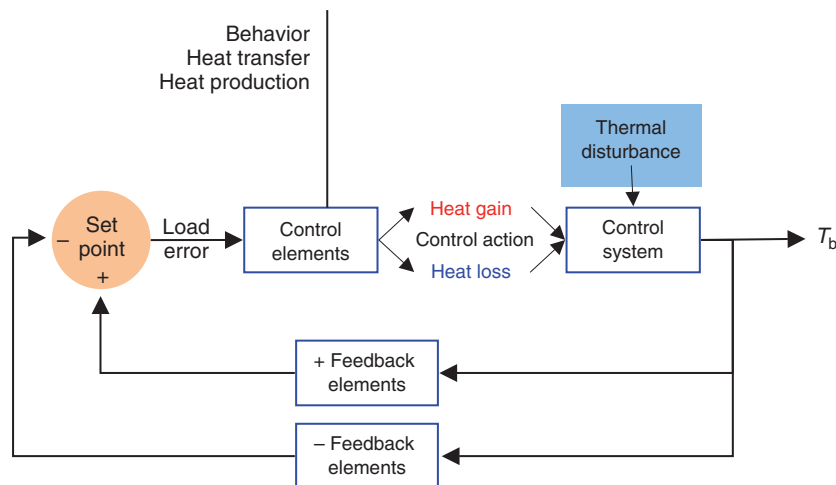 Behavior
Heat transfer
Heat production
Thermal
disturbance
Set
point
–
+
Load
error
Control
elements
Heat gain
Control action
Heat loss
Control
system
T_b
+ Feedback
elements
– Feedback
elements